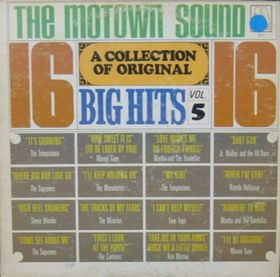 THE MOTOWN SOUND
16
A COLLECTION
OF ORIGINAL
16
BIG HITS
VOL.
5
"IT'S GROWING"
The Temptations
"HOW SWEET IT IS
(TO BE LOVED BY YOU)"
Marvin Gaye
"LOVE MAKES ME
DO FOOLISH THINGS"
Martha and The Vandellas
"SHOT GUN"
Jr. Walker and the All Stars
"WHERE DID OUR LOVE GO"
The Supremes
"I'LL KEEP HOLDING ON"
The Marvelettes
"MY GIRL"
The Temptations
"WHEN I'M GONE"
Brenda Holloway
"HIGH HEEL SNEAKERS"
Stevie Wonder
"THE TRACKS OF MY TEARS"
The Miracles
"I CAN'T HELP MYSELF"
Four Tops
"NOWHERE TO RUN"
Martha and The Vandellas
"COME SEE ABOUT ME"
The Supremes
"FIRST I LOOK
AT THE PURSE"
The Contours
"TAKE ME IN YOUR ARMS
(ROCK ME A LITTLE WHILE)"
Kim Weston
"I'LL BE DOGGONE"
Marvin Gaye